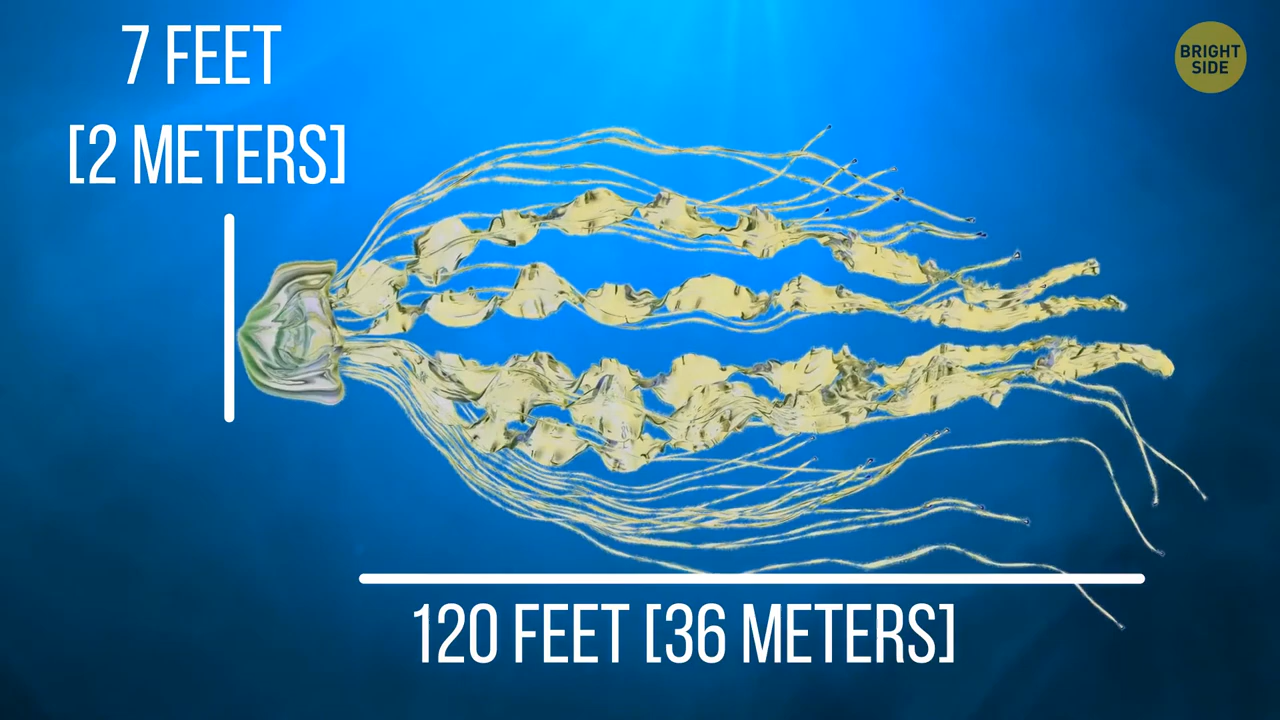 7 FEET
[2 METERS]
BRIGHT
SIDE
120 FEET [36 METERS]